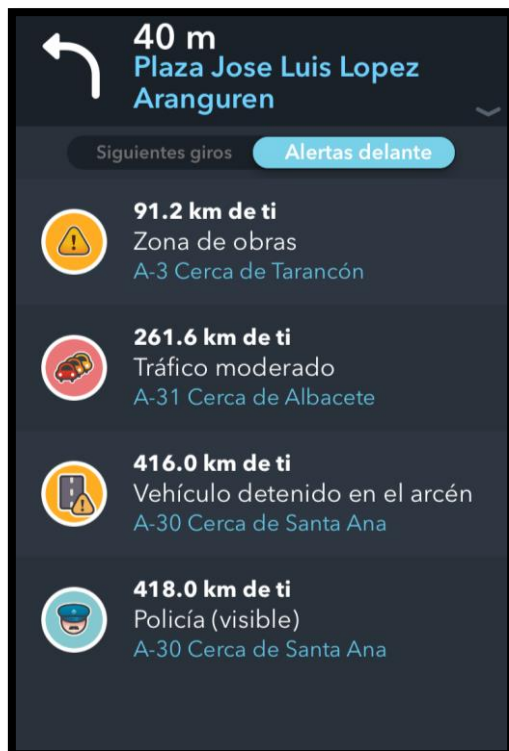 40 m
Plaza Jose Luis Lopez
Aranguren
Siguientes giros
Alertas delante
91.2 km de ti
Zona de obras
A-3 Cerca de Tarancón
261.6 km de ti
Tráfico moderado
A-31 Cerca de Albacete
416.0 km de ti
Vehículo detenido en el arcén
A-30 Cerca de Santa Ana
418.0 km de ti
Policía (visible)
A-30 Cerca de Santa Ana